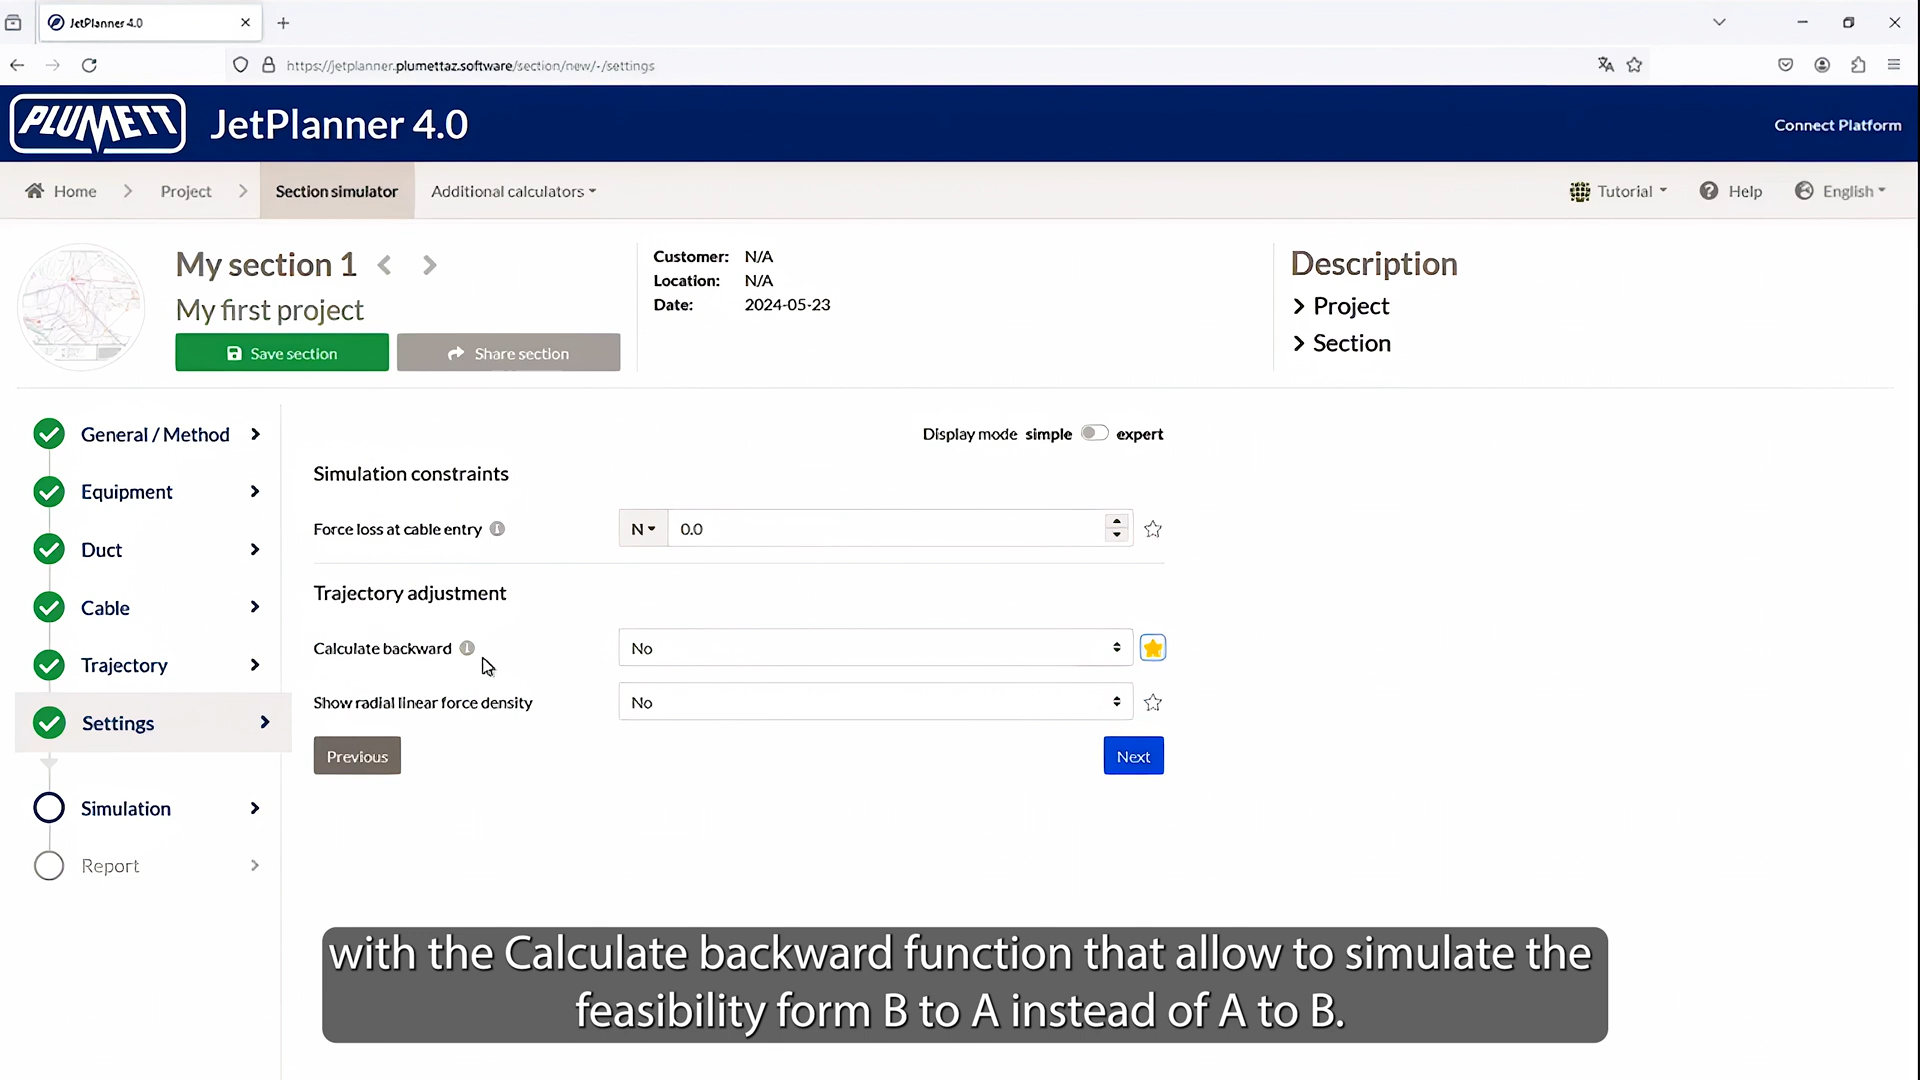 JetPlanner 4.0
https://jetplanner.plumettaz.software/section/new/-/settings
PLUMETT
JetPlanner 4.0
Connect Platform
Home
Project
Section simulator
Additional calculators
Tutorial
Help
English
My section 1
My first project
Save section
Share section
Customer: N/A
Location: N/A
Date: 2024-05-23
Description
Project
Section
General / Method
Equipment
Duct
Cable
Trajectory
Settings
Simulation
Report
Display mode simple expert
Simulation constraints
Force loss at cable entry N 0.0
Trajectory adjustment
Calculate backward No
Show radial linear force density No
Previous
Next
with the Calculate backward function that allow to simulate the
feasibility form B to A instead of A to B.